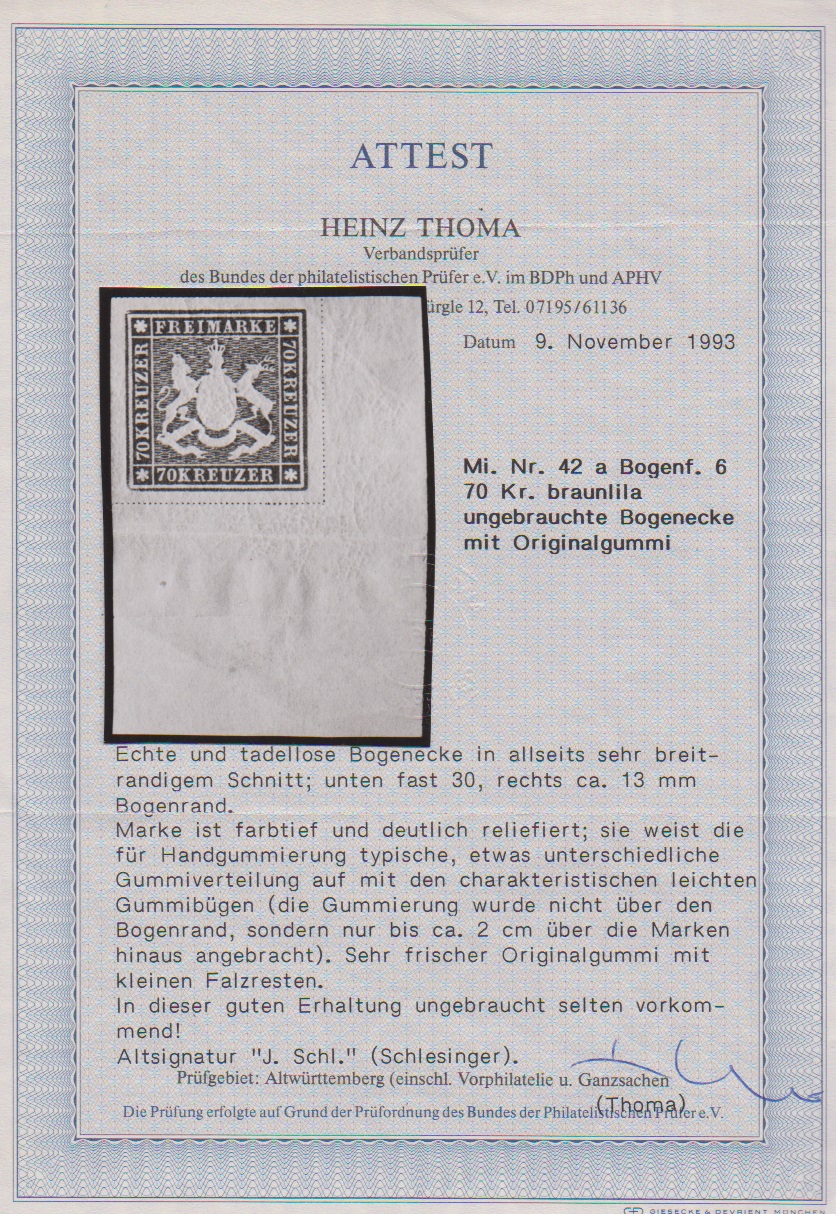 ATTEST
HEINZ THOMA
Verbandsprüfer
des Bundes der philatelistischen Prüfer e.V. im BDPh und APHV
12, Tel. 07195/61136
Datum 9. November 1993
FREIMARKE
70KREUZER
70KREUZER
70KREUZER
Mi. Nr. 42 a Bogenf. 6
70 Kr. braunlila
ungebrauchte Bogenecke
mit Originalgummi
Echte und tadellose Bogenecke in allseits sehr breit-
randigem Schnitt; unten fast 30, rechts ca. 13 mm
Bogenrand.
Marke ist farbtief und deutlich reliefiert; sie weist die
für Handgummierung typische, etwas unterschiedliche
Gummiverteilung auf mit den charakteristischen leichten
Gummibügen (die Gummierung wurde nicht über den
Bogenrand, sondern nur bis ca. 2 cm über die Marken
hinaus angebracht). Sehr frischer Originalgummi mit
kleinen Falzresten.
In dieser guten Erhaltung ungebraucht selten vorkom-
mend!
Altsignatur "J. Schl." (Schlesinger).
Prüfgebiet: Altwürttemberg (einschl. Vorphilatelie u. Ganzsachen
(Thoma)
Die Prüfung erfolgte auf Grund der Prüfordnung des Bundes der Philatelistischen Prüfer e.V.
GIESECKE & DEVRIENT MÜNCHEN